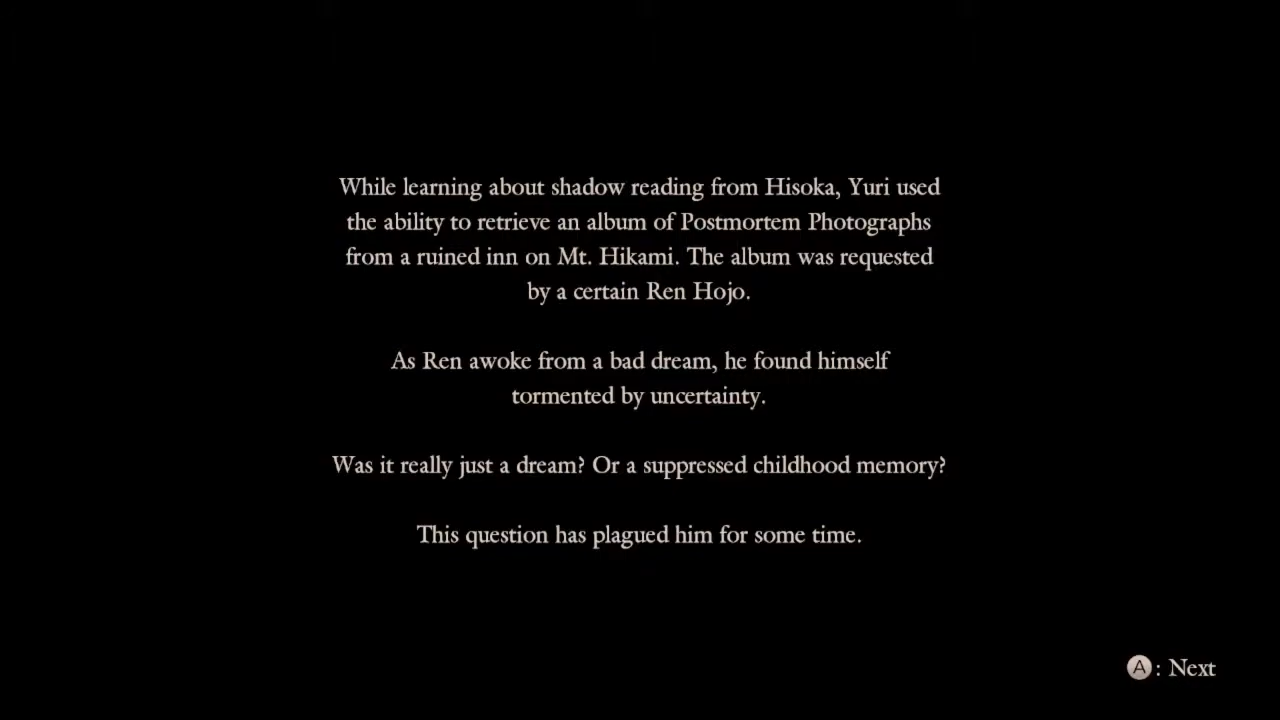 While learning about shadow reading from Hisoka, Yuri used
the ability to retrieve an album of Postmortem Photographs
from a ruined inn on Mt. Hikami. The album was requested
by a certain Ren Hojo.
As Ren awoke from a bad dream, he found himself
tormented by uncertainty.
Was it really just a dream? Or a suppressed childhood memory?
This question has plagued him for some time.
A: Next